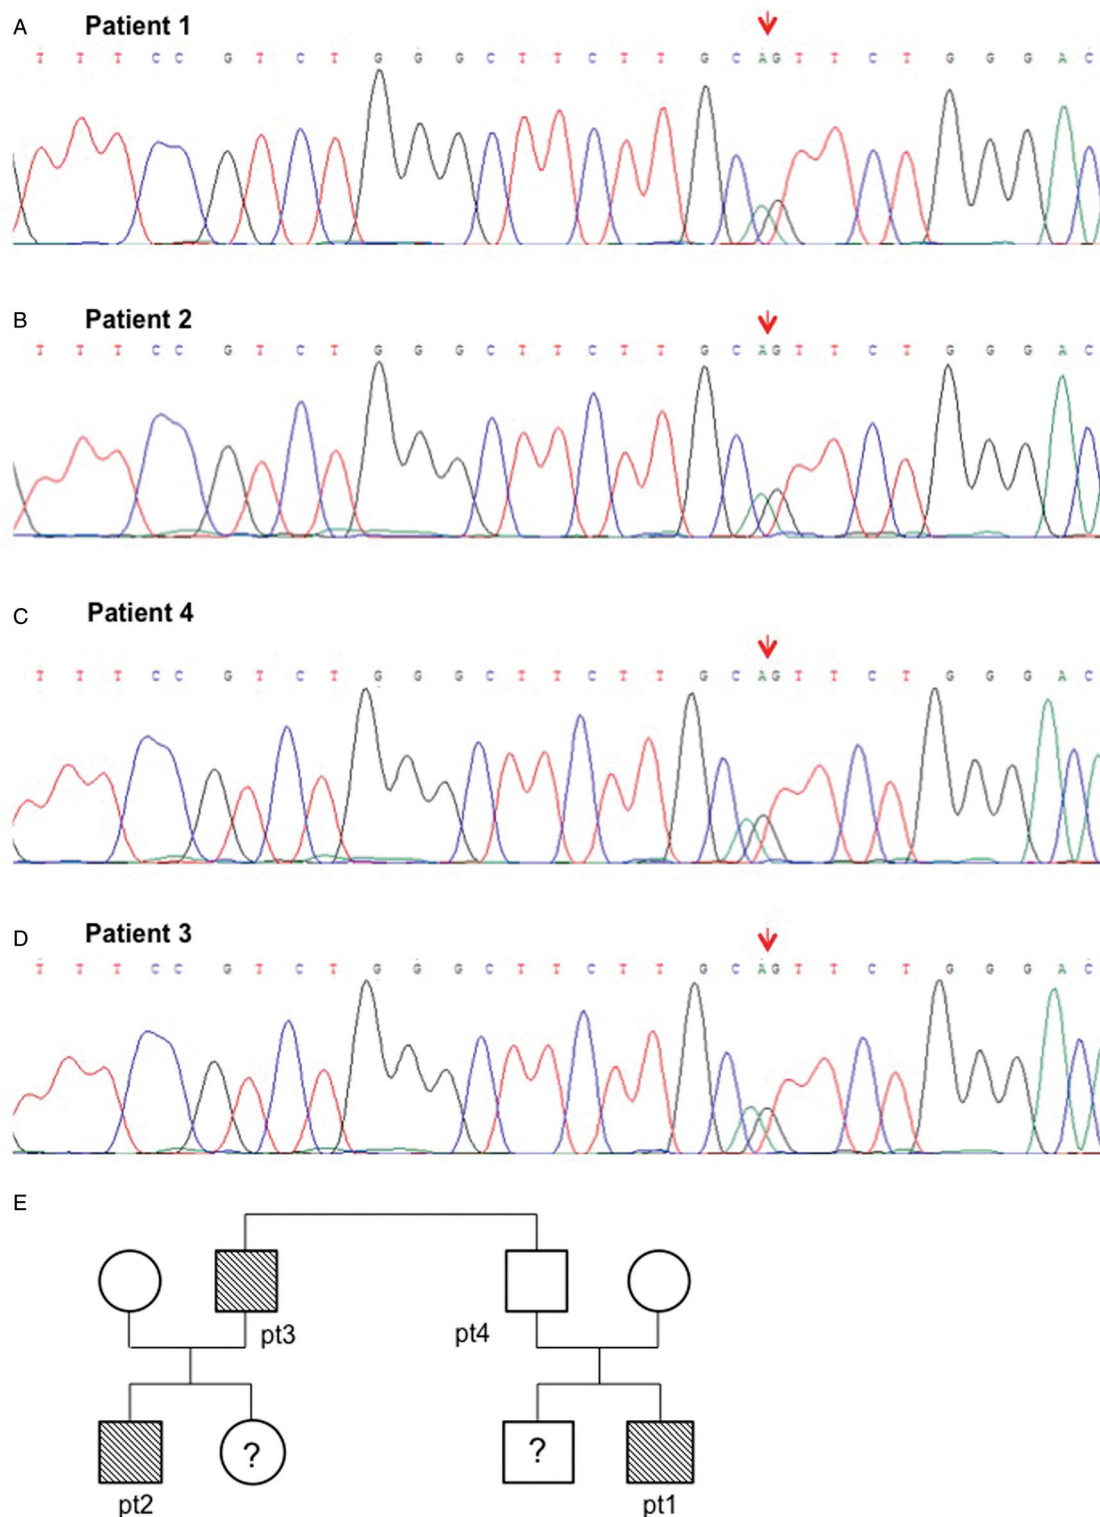 A Patient 1
T T T C C G T C T G G G C T T C T T G C A G T T C T G G G A C
B Patient 2
T T T C C G T C T G G G C T T C T T G C A G T T C T G G G A C
C Patient 4
T T T C C G T C T G G G C T T C T T G C A G T T C T G G G A C
D Patient 3
T T T C C G T C T G G G C T T C T T G C A G T T C T G G G A C
E
pt3 pt4
? ?
pt2 pt1